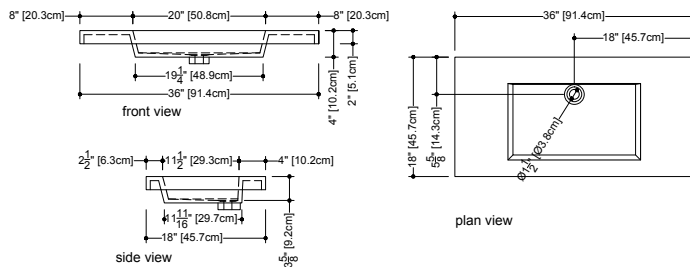 8" [20.3cm] 20" [50.8cm] 8" [20.3cm]
19 1/4" [48.9cm]
36" [91.4cm]
4" [10.2cm]
2" [5.1cm]
front view
2 1/2" [6.3cm] 11 1/2" [29.3cm] 4" [10.2cm]
11 11/16" [29.7cm]
18" [45.7cm]
3 5/8" [9.2cm]
side view
36" [91.4cm]
18" [45.7cm]
18" [45.7cm]
5 5/8" [14.3cm]
Ø1 1/2" [Ø3.8cm]
plan view